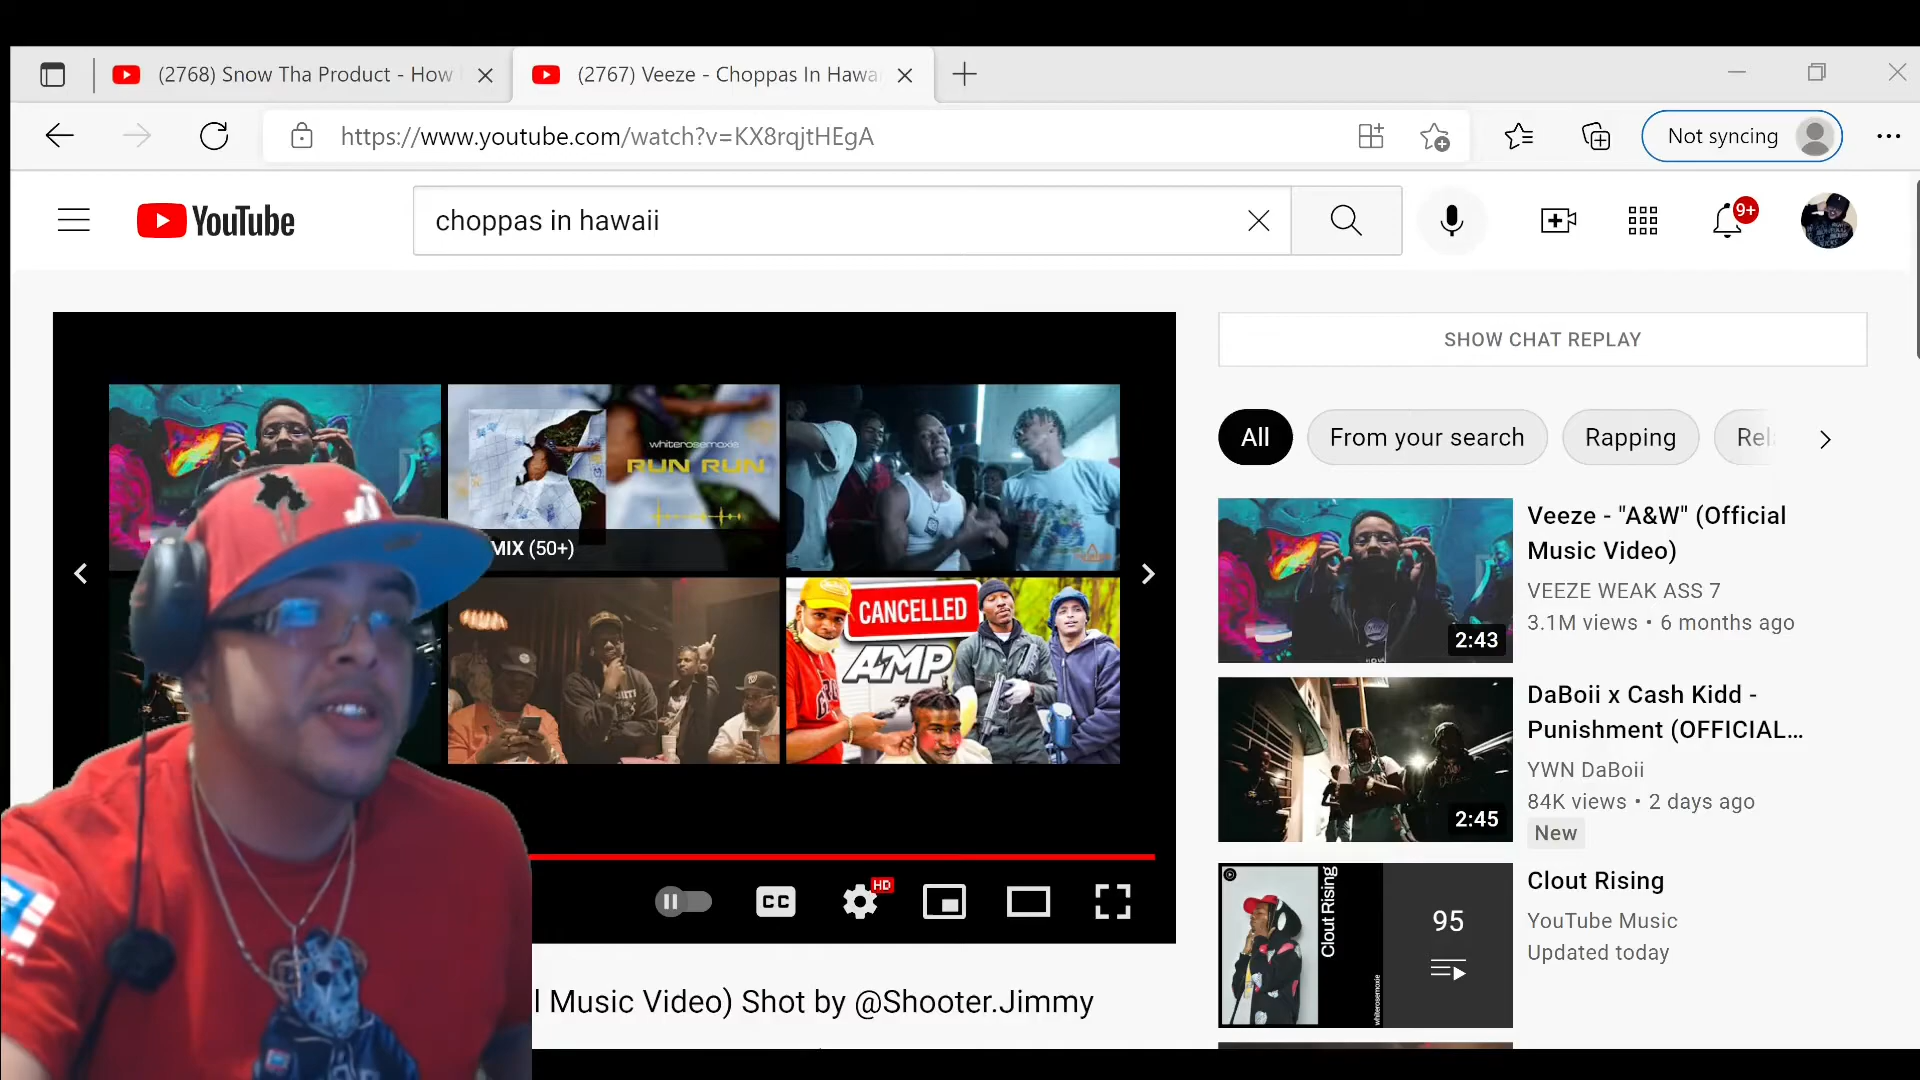 (2768) Snow Tha Product - How
(2767) Veeze - Choppas In Hawa
https://www.youtube.com/watch?v=KX8rqjtHEgA
Not syncing
YouTube
choppas in hawaii
9+
SHOW CHAT REPLAY
All
From your search
Rapping
Rel
whiterosemoxie
RUN RUN
MIX (50+)
CANCELLED
AMP
CC
HD
l Music Video) Shot by @Shooter.Jimmy
Veeze - "A&W" (Official
Music Video)
VEEZE WEAK ASS 7
3.1M views • 6 months ago
2:43
DaBoii x Cash Kidd -
Punishment (OFFICIAL...
YWN DaBoii
84K views • 2 days ago
New
2:45
Clout Rising
YouTube Music
Updated today
Clout Rising
whiterosemoxie
95